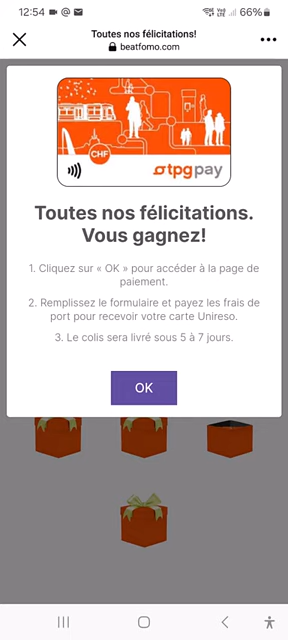 12:54
66%
Toutes nos félicitations!
beatfomo.com
CHF
tpgpay
Toutes nos félicitations.
Vous gagnez!
1. Cliquez sur « OK » pour accéder à la page de
paiement.
2. Remplissez le formulaire et payez les frais de
port pour recevoir votre carte Unireso.
3. Le colis sera livré sous 5 à 7 jours.
OK